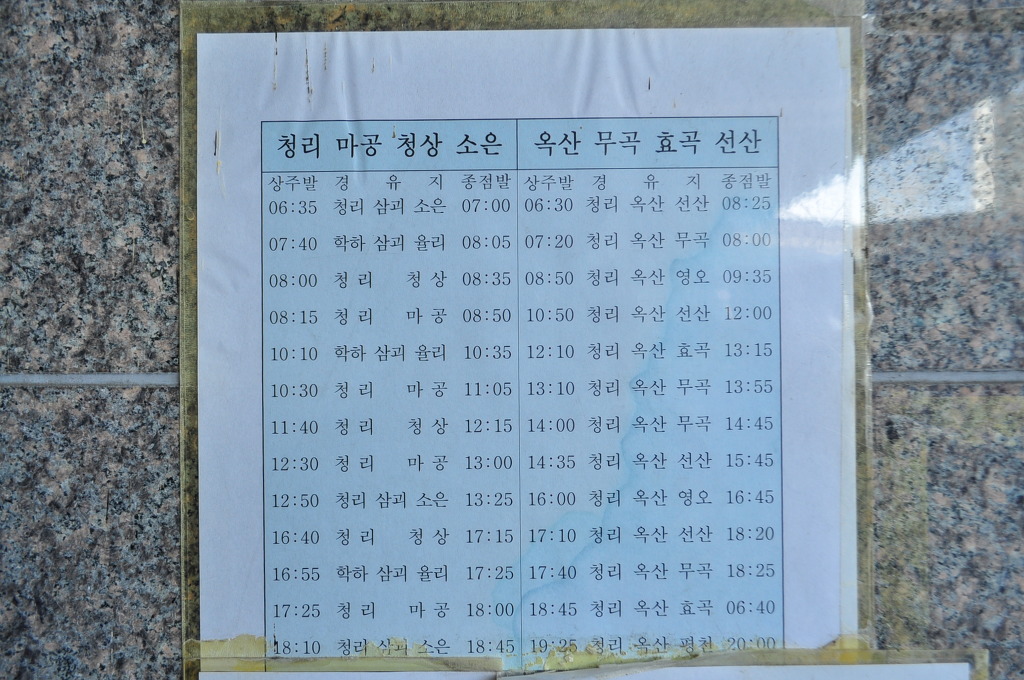 청리 마공 청상 소은 옥산 무곡 효곡 선산
상주발 경 유 지 종점발 상주발 경 유 지 종점발
06:35 청리 삼괴 소은 07:00 06:30 청리 옥산 선산 08:25
07:40 학하 삼괴 율리 08:05 07:20 청리 옥산 무곡 08:00
08:00 청 리 청 상 08:35 08:50 청리 옥산 영오 09:35
08:15 청 리 마 공 08:50 10:50 청리 옥산 선산 12:00
10:10 학하 삼괴 율리 10:35 12:10 청리 옥산 효곡 13:15
10:30 청 리 마 공 11:05 13:10 청리 옥산 무곡 13:55
11:40 청 리 청 상 12:15 14:00 청리 옥산 무곡 14:45
12:30 청 리 마 공 13:00 14:35 청리 옥산 선산 15:45
12:50 청리 삼괴 소은 13:25 16:00 청리 옥산 영오 16:45
16:40 청 리 청 상 17:15 17:10 청리 옥산 선산 18:20
16:55 학하 삼괴 율리 17:25 17:40 청리 옥산 무곡 18:25
17:25 청 리 마 공 18:00 18:45 청리 옥산 효곡 06:40
18:10 청리 삼괴 소은 18:45 19:25 청리 옥산 평천 20:00